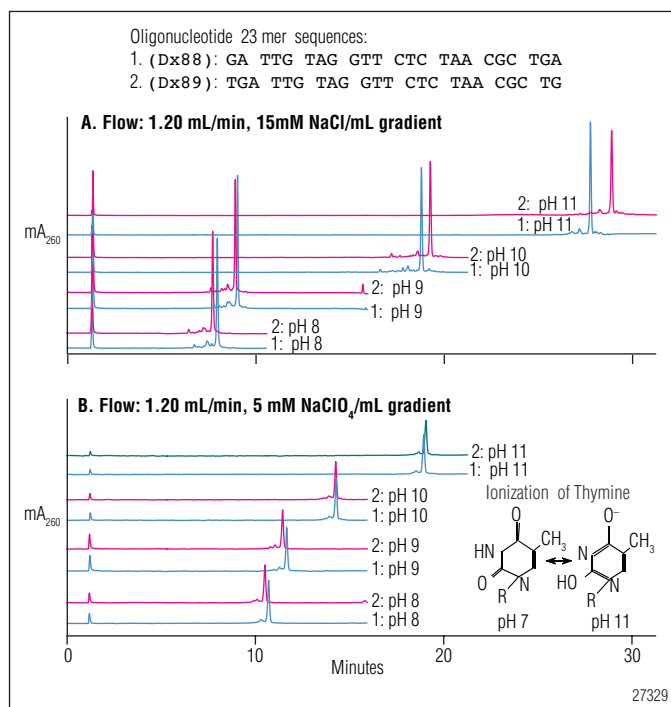 Oligonucleotide 23 mer sequences:
1. (Dx88): GA TTG TAG GTT CTC TAA CGC TGA
2. (Dx89): TGA TTG TAG GTT CTC TAA CGC TG
A. Flow: 1.20 mL/min, 15mM NaCl/mL gradient
mA260
2: pH 11
1: pH 11
2: pH 10
1: pH 10
2: pH 9
1: pH 9
2: pH 8
1: pH 8
B. Flow: 1.20 mL/min, 5 mM NaClO4/mL gradient
mA260
2: pH 11
1: pH 11
2: pH 10
1: pH 10
2: pH 9
1: pH 9
2: pH 8
1: pH 8
Ionization of Thymine
O
CH3
HN
O
N
R
pH 7
O–
CH3
N
HO
N
R
pH 11
0 10 20 30
Minutes
27329